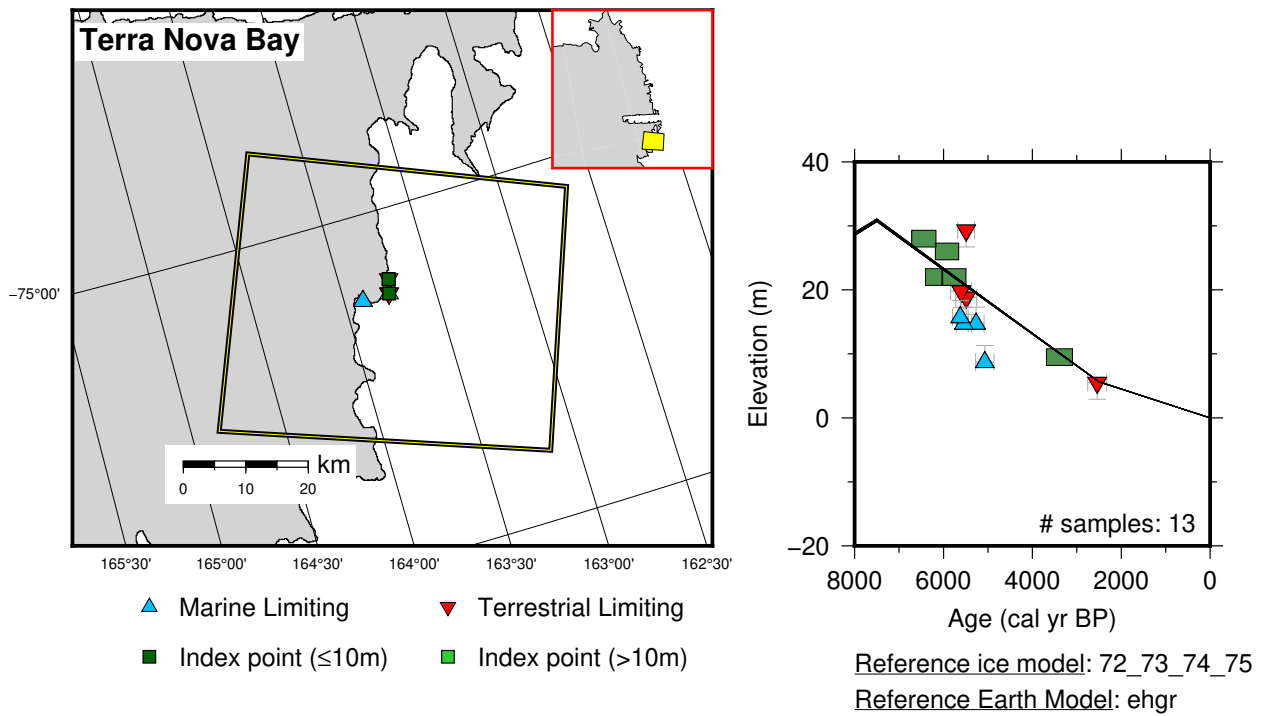 Terra Nova Bay
−75°00'
km
0 10 20
165°30' 165°00' 164°30' 164°00' 163°30' 163°00' 162°30'
Marine Limiting
Terrestrial Limiting
Index point (≤10m)
Index point (>10m)
Elevation (m)
40
20
0
−20
# samples: 13
8000 6000 4000 2000 0
Age (cal yr BP)
Reference ice model: 72_73_74_75
Reference Earth Model: ehgr